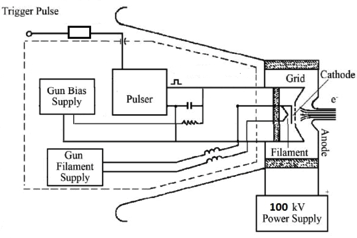 Trigger Pulse
Grid
Cathode
Gun Bias
Supply
Pulser
e-
Anode
Filament
Gun
Filament
Supply
100 kV
Power Supply